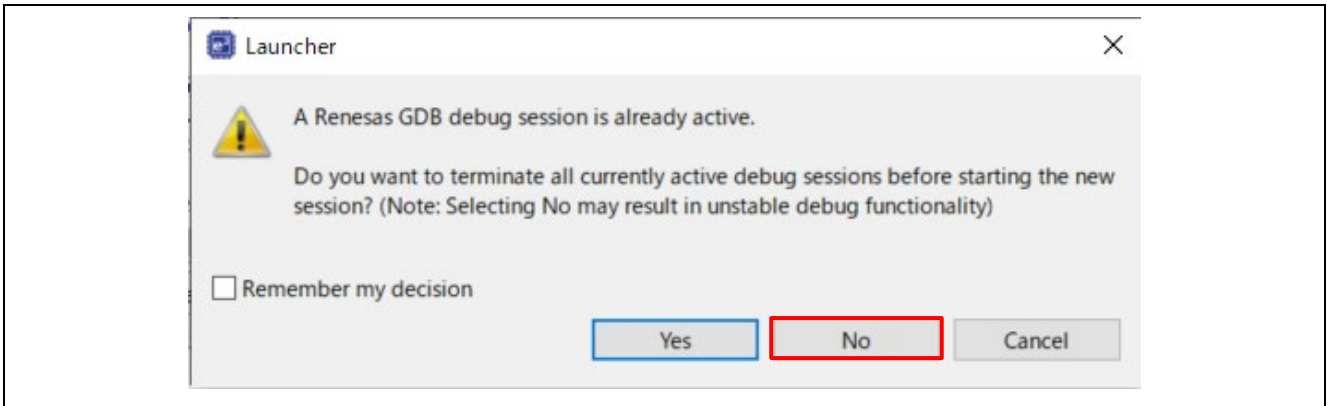 Launcher
A Renesas GDB debug session is already active.
Do you want to terminate all currently active debug sessions before starting the new
session? (Note: Selecting No may result in unstable debug functionality)
Remember my decision
Yes No Cancel